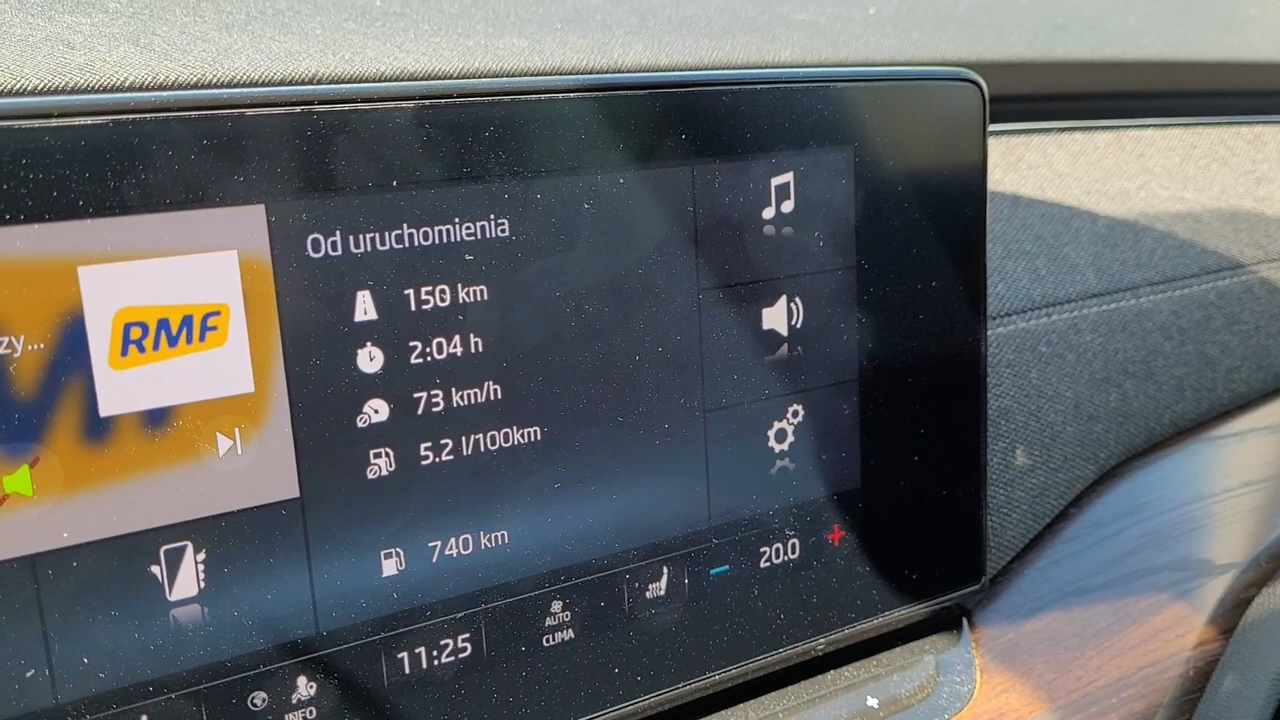 Od uruchomienia
zy...
RMF
150 km
2:04 h
73 km/h
5.2 l/100km
740 km
20.0
AUTO
CLIMA
11:25
INFO